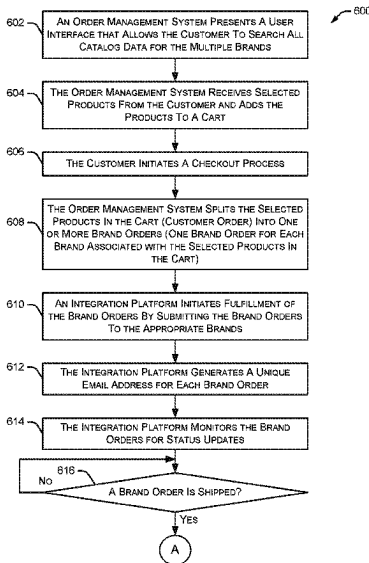 600
602
AN ORDER MANAGEMENT SYSTEM PRESENTS A USER
INTERFACE THAT ALLOWS THE CUSTOMER TO SEARCH ALL
CATALOG DATA FOR THE MULTIPLE BRANDS
604
THE ORDER MANAGEMENT SYSTEM RECEIVES SELECTED
PRODUCTS FROM THE CUSTOMER AND ADDS THE
PRODUCTS TO A CART
606
THE CUSTOMER INITIATES A CHECKOUT PROCESS
608
THE ORDER MANAGEMENT SYSTEM SPLITS THE SELECTED
PRODUCTS IN THE CART (CUSTOMER ORDER) INTO ONE
OR MORE BRAND ORDERS (ONE BRAND ORDER FOR EACH
BRAND ASSOCIATED WITH THE SELECTED PRODUCTS IN
THE CART)
610
AN INTEGRATION PLATFORM INITIATES FULFILLMENT OF
THE BRAND ORDERS BY SUBMITTING THE BRAND ORDERS
TO THE APPROPRIATE BRANDS
612
THE INTEGRATION PLATFORM GENERATES A UNIQUE
EMAIL ADDRESS FOR EACH BRAND ORDER
614
THE INTEGRATION PLATFORM MONITORS THE BRAND
ORDERS FOR STATUS UPDATES
616
NO
A BRAND ORDER IS SHIPPED?
YES
A